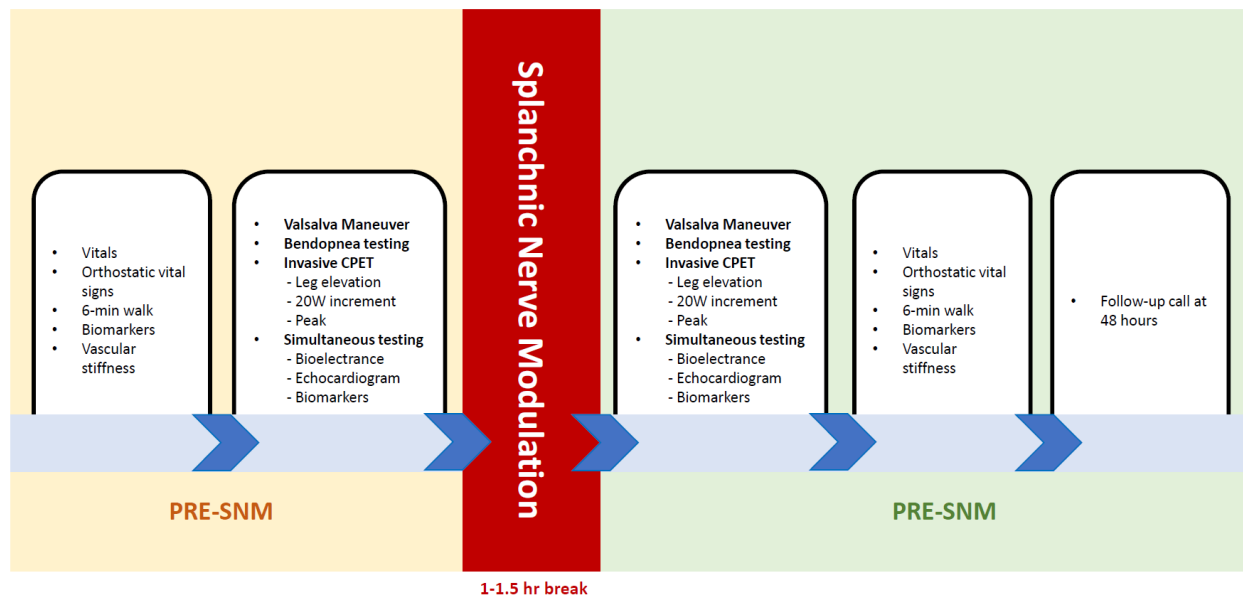 • Vitals
• Orthostatic vital
signs
• 6-min walk
• Biomarkers
• Vascular
stiffness
• Valsalva Maneuver
• Bendopnea testing
• Invasive CPET
- Leg elevation
- 20W increment
- Peak
• Simultaneous testing
- Bioelectrance
- Echocardiogram
- Biomarkers
PRE-SNM
Splanchnic Nerve Modulation
1-1.5 hr break
• Valsalva Maneuver
• Bendopnea testing
• Invasive CPET
- Leg elevation
- 20W increment
- Peak
• Simultaneous testing
- Bioelectrance
- Echocardiogram
- Biomarkers
• Vitals
• Orthostatic vital
signs
• 6-min walk
• Biomarkers
• Vascular
stiffness
• Follow-up call at
48 hours
PRE-SNM